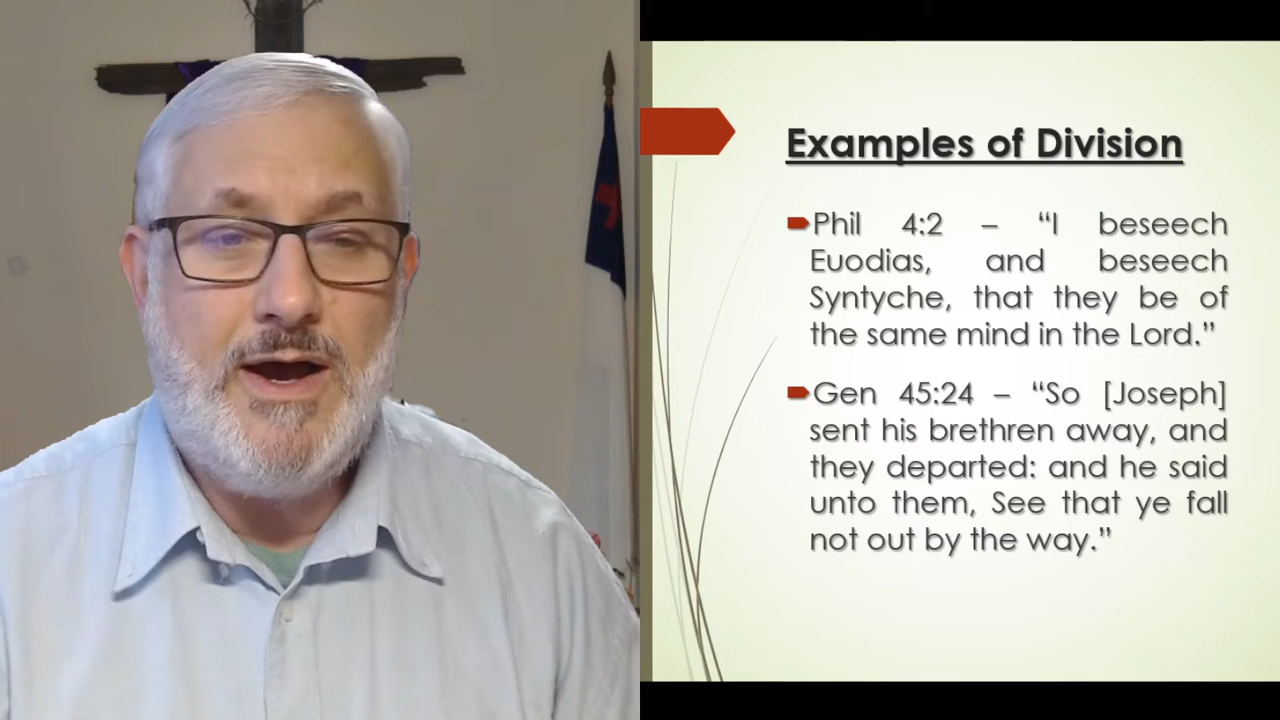 Examples of Division
Phil 4:2 – “I beseech
Euodias, and beseech
Syntyche, that they be of
the same mind in the Lord.”
Gen 45:24 – “So [Joseph]
sent his brethren away, and
they departed: and he said
unto them, See that ye fall
not out by the way.”